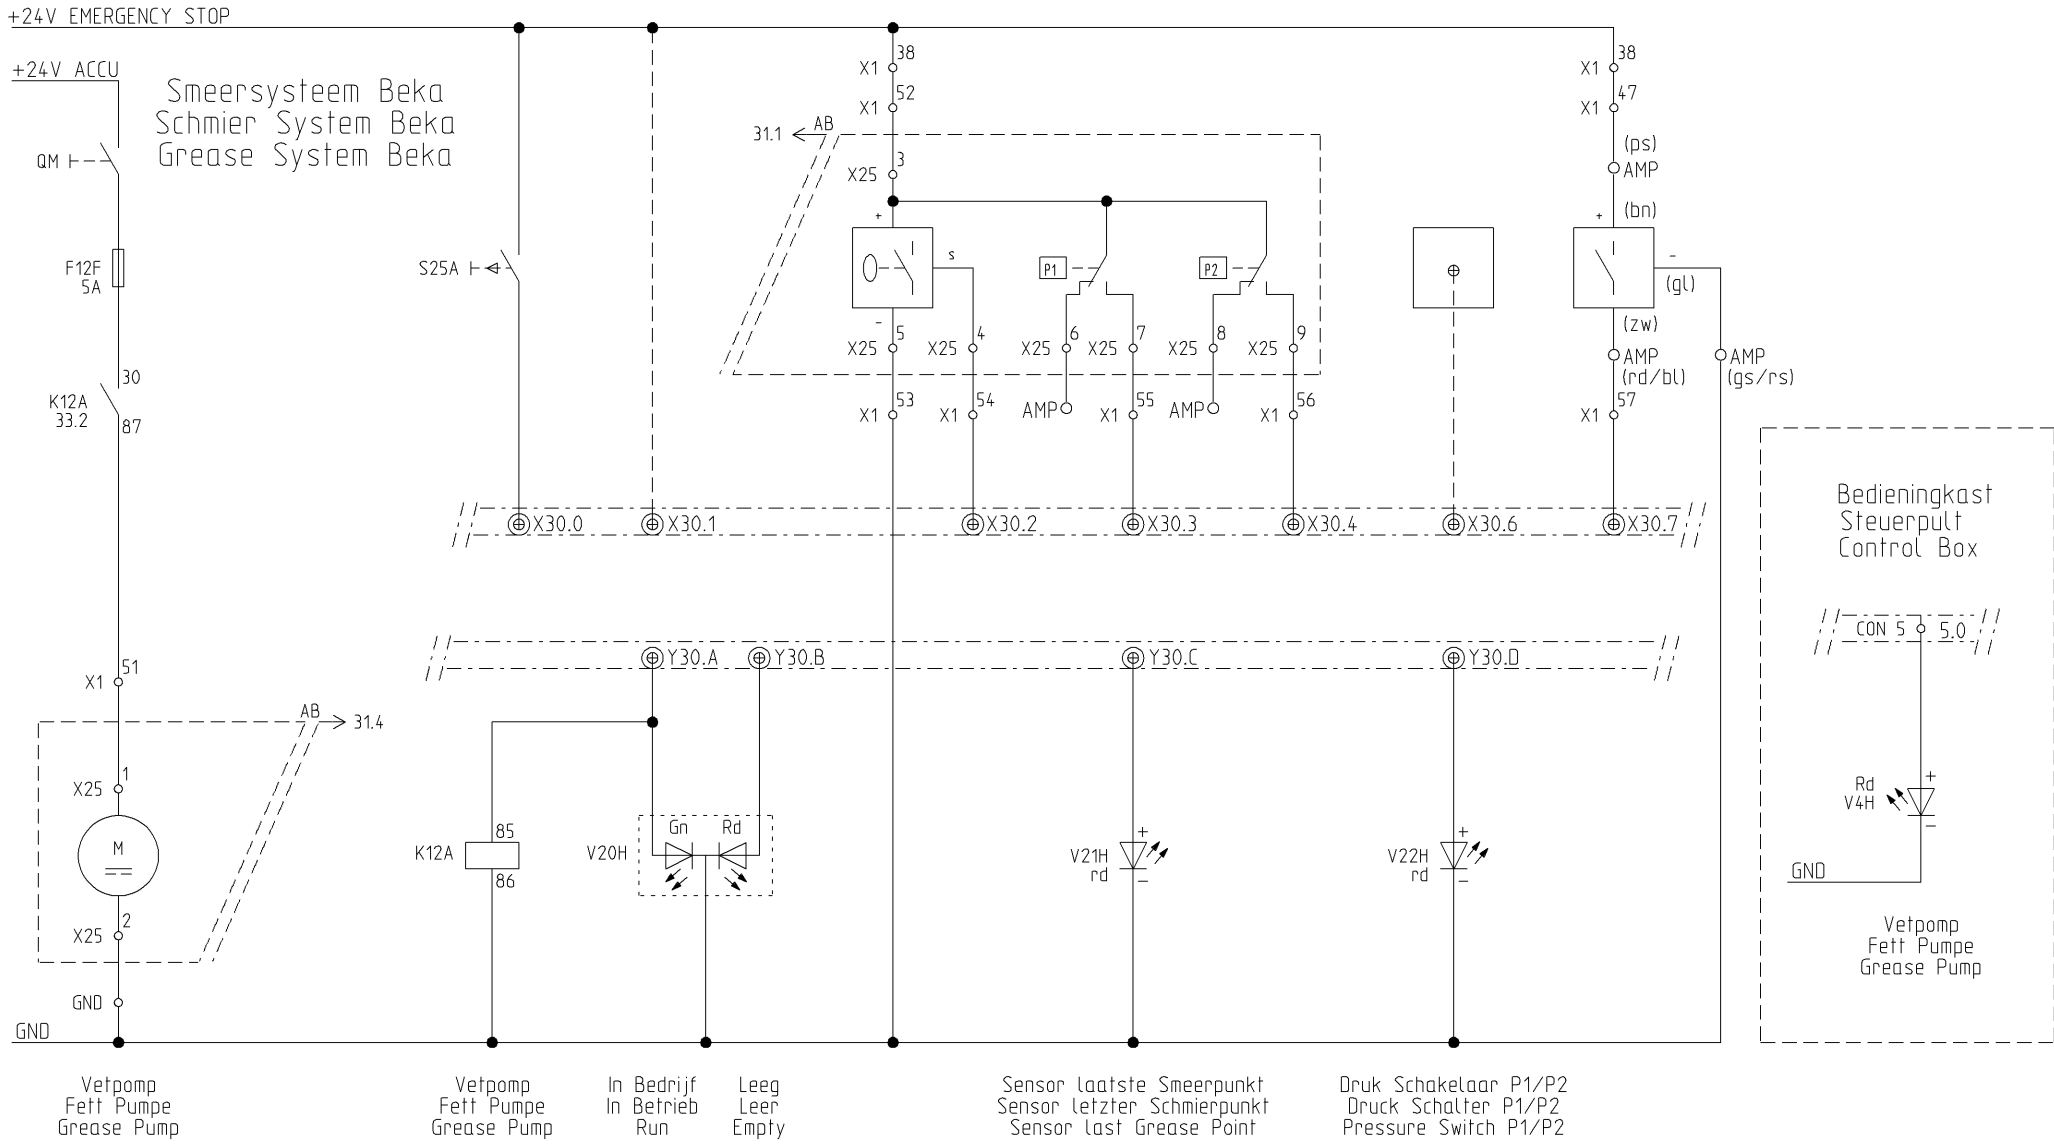 +24V EMERGENCY STOP
+24V ACCU
Smeersysteem Beka
Schmier System Beka
Grease System Beka
QM
F12F
5A
30
K12A
33.2
87
51
X1
AB
31.4
1
X25
M
2
X25
GND
GND
S25A
38
X1
52
X1
AB
31.1
3
X25
+
s
-
P1
P2
5
X25
4
X25
6
X25
7
X25
8
X25
9
X25
53
X1
54
X1
AMP
55
X1
AMP
56
X1
38
X1
47
X1
(ps)
AMP
(bn)
+
-
(gl)
(zw)
AMP
(rd/bl)
57
X1
AMP
(gs/rs)
X30.0
X30.1
X30.2
X30.3
X30.4
X30.6
X30.7
Y30.A
Y30.B
Y30.C
Y30.D
85
K12A
86
V20H
Gn
Rd
+
V21H
rd
-
+
V22H
rd
-
Bedieningkast
Steuerpult
Control Box
CON 5
5.0
+
Rd
V4H
-
GND
Vetpomp
Fett Pumpe
Grease Pump
Vetpomp
Fett Pumpe
Grease Pump
Vetpomp
Fett Pumpe
Grease Pump
In Bedrijf
In Betrieb
Run
Leeg
Leer
Empty
Sensor laatste Smeerpunkt
Sensor letzter Schmierpunkt
Sensor last Grease Point
Druk Schakelaar P1/P2
Druck Schalter P1/P2
Pressure Switch P1/P2